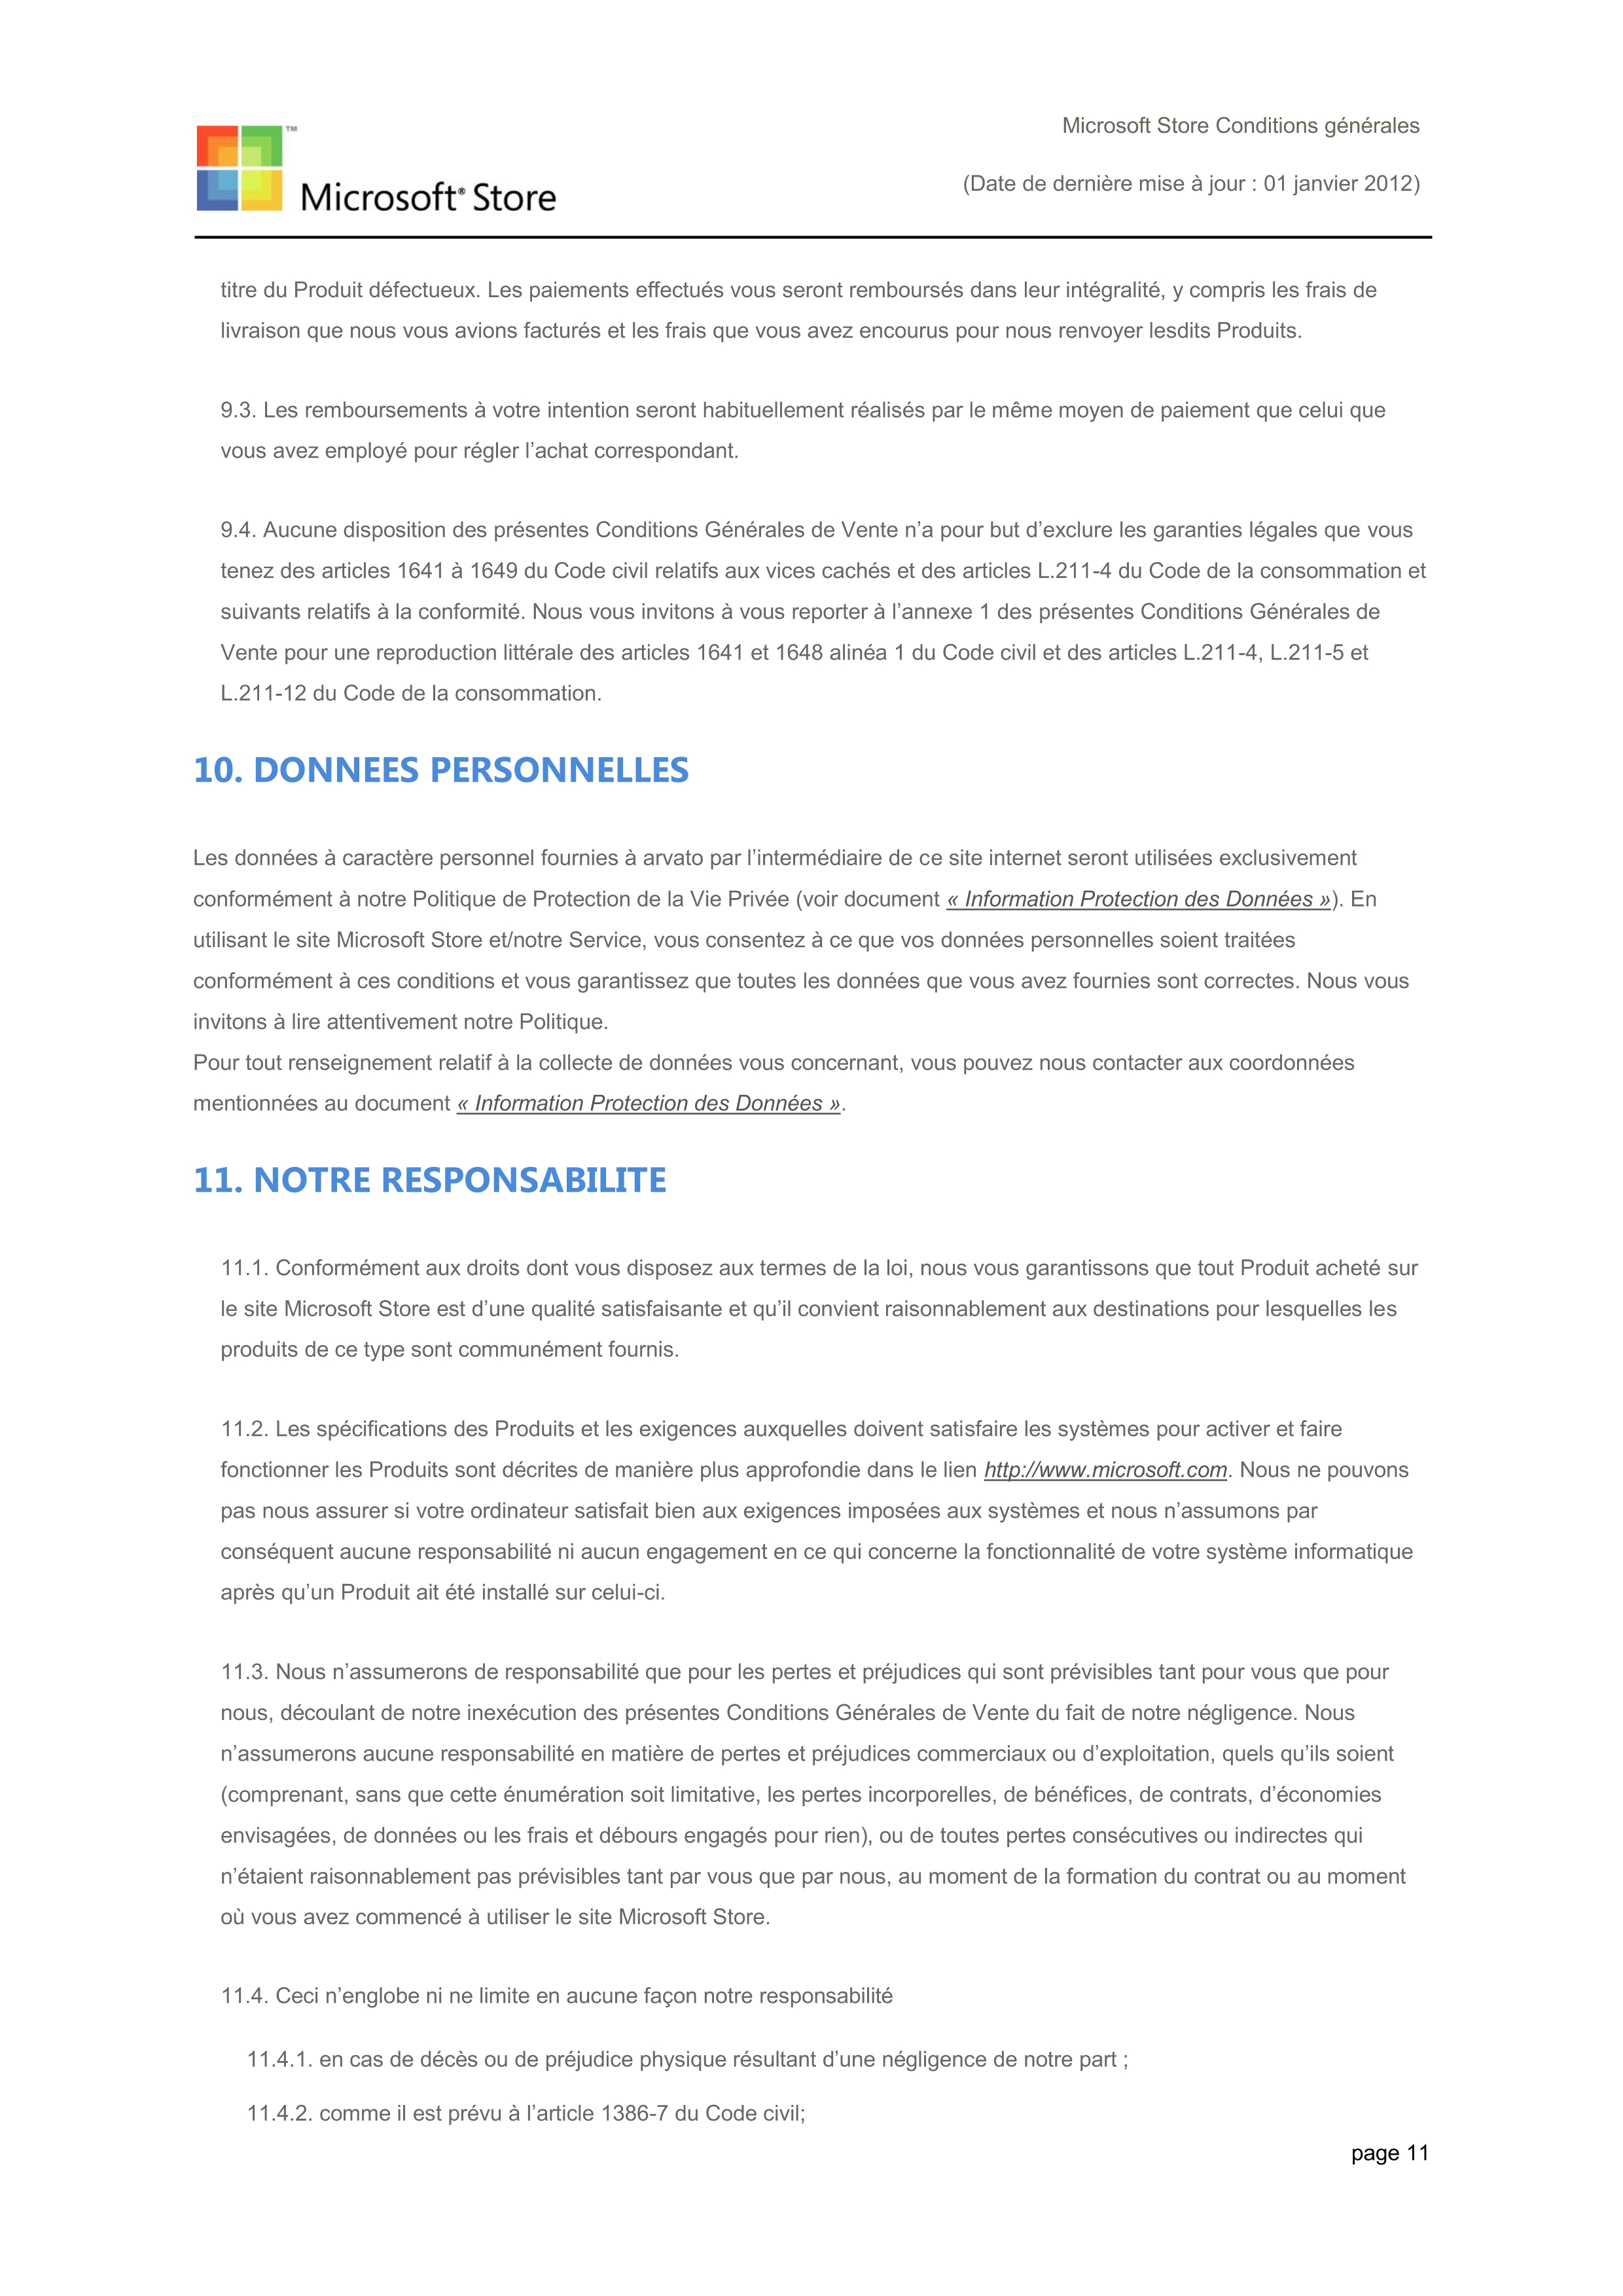 Microsoft Store Conditions générales
(Date de dernière mise à jour : 01 janvier 2012)
™
Microsoft® Store
titre du Produit défectueux. Les paiements effectués vous seront remboursés dans leur intégralité, y compris les frais de
livraison que nous vous avions facturés et les frais que vous avez encourus pour nous renvoyer lesdits Produits.
9.3. Les remboursements à votre intention seront habituellement réalisés par le même moyen de paiement que celui que
vous avez employé pour régler l’achat correspondant.
9.4. Aucune disposition des présentes Conditions Générales de Vente n’a pour but d’exclure les garanties légales que vous
tenez des articles 1641 à 1649 du Code civil relatifs aux vices cachés et des articles L.211-4 du Code de la consommation et
suivants relatifs à la conformité. Nous vous invitons à vous reporter à l’annexe 1 des présentes Conditions Générales de
Vente pour une reproduction littérale des articles 1641 et 1648 alinéa 1 du Code civil et des articles L.211-4, L.211-5 et
L.211-12 du Code de la consommation.
10. DONNEES PERSONNELLES
Les données à caractère personnel fournies à arvato par l’intermédiaire de ce site internet seront utilisées exclusivement
conformément à notre Politique de Protection de la Vie Privée (voir document « Information Protection des Données »). En
utilisant le site Microsoft Store et/notre Service, vous consentez à ce que vos données personnelles soient traitées
conformément à ces conditions et vous garantissez que toutes les données que vous avez fournies sont correctes. Nous vous
invitons à lire attentivement notre Politique.
Pour tout renseignement relatif à la collecte de données vous concernant, vous pouvez nous contacter aux coordonnées
mentionnées au document « Information Protection des Données ».
11. NOTRE RESPONSABILITE
11.1. Conformément aux droits dont vous disposez aux termes de la loi, nous vous garantissons que tout Produit acheté sur
le site Microsoft Store est d’une qualité satisfaisante et qu’il convient raisonnablement aux destinations pour lesquelles les
produits de ce type sont communément fournis.
11.2. Les spécifications des Produits et les exigences auxquelles doivent satisfaire les systèmes pour activer et faire
fonctionner les Produits sont décrites de manière plus approfondie dans le lien http://www.microsoft.com. Nous ne pouvons
pas nous assurer si votre ordinateur satisfait bien aux exigences imposées aux systèmes et nous n’assumons par
conséquent aucune responsabilité ni aucun engagement en ce qui concerne la fonctionnalité de votre système informatique
après qu’un Produit ait été installé sur celui-ci.
11.3. Nous n’assumerons de responsabilité que pour les pertes et préjudices qui sont prévisibles tant pour vous que pour
nous, découlant de notre inexécution des présentes Conditions Générales de Vente du fait de notre négligence. Nous
n’assumerons aucune responsabilité en matière de pertes et préjudices commerciaux ou d’exploitation, quels qu’ils soient
(comprenant, sans que cette énumération soit limitative, les pertes incorporelles, de bénéfices, de contrats, d’économies
envisagées, de données ou les frais et débours engagés pour rien), ou de toutes pertes consécutives ou indirectes qui
n’étaient raisonnablement pas prévisibles tant par vous que par nous, au moment de la formation du contrat ou au moment
où vous avez commencé à utiliser le site Microsoft Store.
11.4. Ceci n’englobe ni ne limite en aucune façon notre responsabilité
11.4.1. en cas de décès ou de préjudice physique résultant d’une négligence de notre part ;
11.4.2. comme il est prévu à l’article 1386-7 du Code civil;
page 11